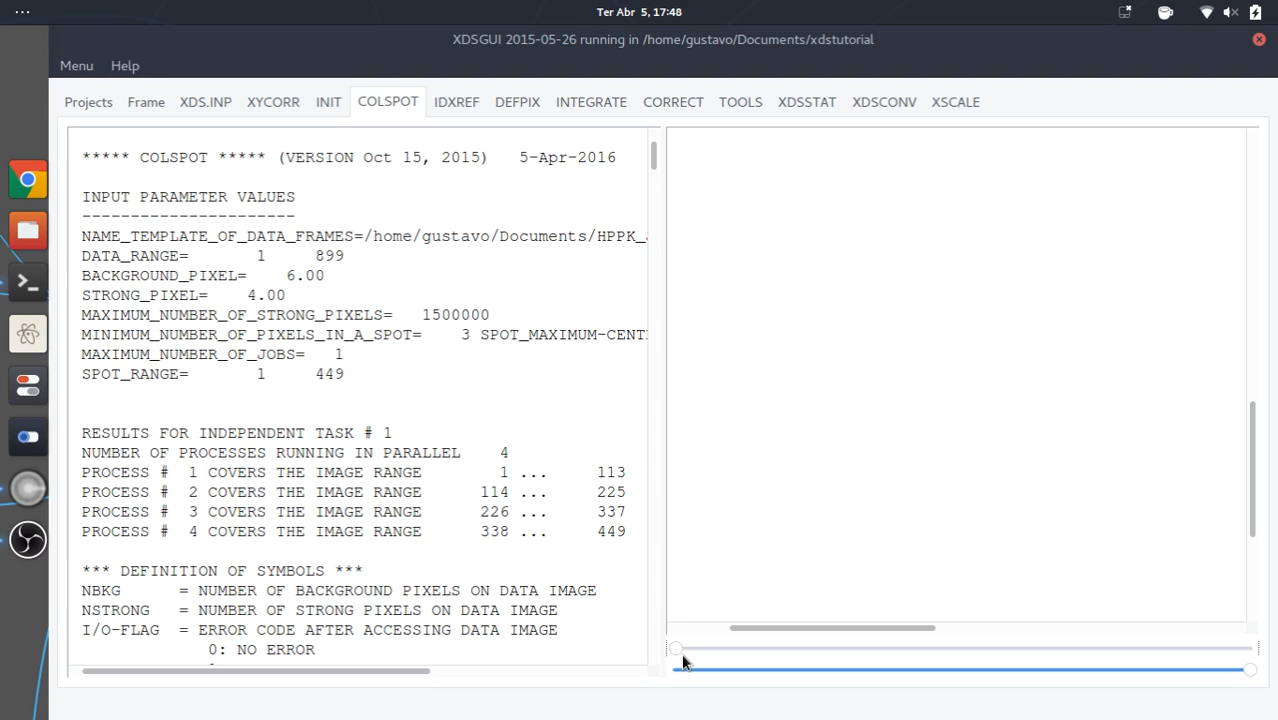 Ter Abr 5, 17:48
XDSGUI 2015-05-26 running in /home/gustavo/Documents/xdstutorial
Menu Help
Projects Frame XDS.INP XYCORR INIT COLSPOT IDXREF DEFPIX INTEGRATE CORRECT TOOLS XDSSTAT XDSCONV XSCALE
***** COLSPOT ***** (VERSION Oct 15, 2015) 5-Apr-2016
INPUT PARAMETER VALUES
----------------------
NAME_TEMPLATE_OF_DATA_FRAMES=/home/gustavo/Documents/HPPK_
DATA_RANGE= 1 899
BACKGROUND_PIXEL= 6.00
STRONG_PIXEL= 4.00
MAXIMUM_NUMBER_OF_STRONG_PIXELS= 1500000
MINIMUM_NUMBER_OF_PIXELS_IN_A_SPOT= 3 SPOT_MAXIMUM-CENT
MAXIMUM_NUMBER_OF_JOBS= 1
SPOT_RANGE= 1 449
RESULTS FOR INDEPENDENT TASK # 1
NUMBER OF PROCESSES RUNNING IN PARALLEL 4
PROCESS # 1 COVERS THE IMAGE RANGE 1 ... 113
PROCESS # 2 COVERS THE IMAGE RANGE 114 ... 225
PROCESS # 3 COVERS THE IMAGE RANGE 226 ... 337
PROCESS # 4 COVERS THE IMAGE RANGE 338 ... 449
*** DEFINITION OF SYMBOLS ***
NBKG = NUMBER OF BACKGROUND PIXELS ON DATA IMAGE
NSTRONG = NUMBER OF STRONG PIXELS ON DATA IMAGE
I/O-FLAG = ERROR CODE AFTER ACCESSING DATA IMAGE
0: NO ERROR